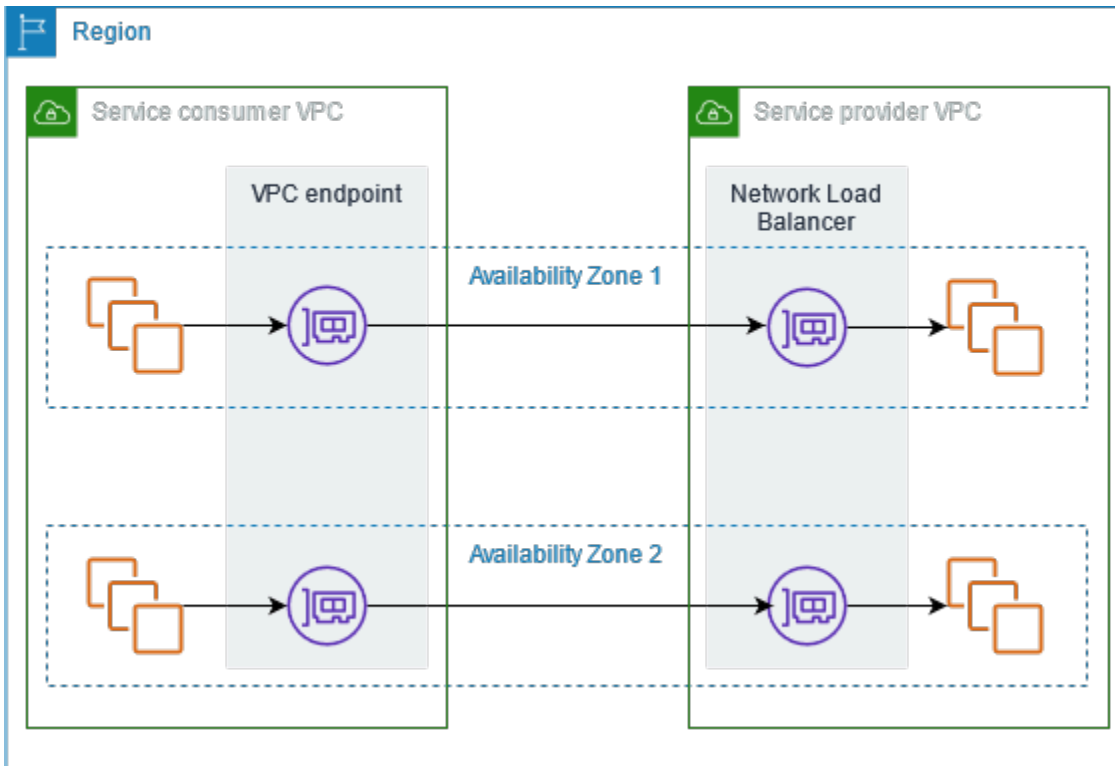 Region
Service consumer VPC
Service provider VPC
VPC endpoint
Network Load
Balancer
Availability Zone 1
Availability Zone 2